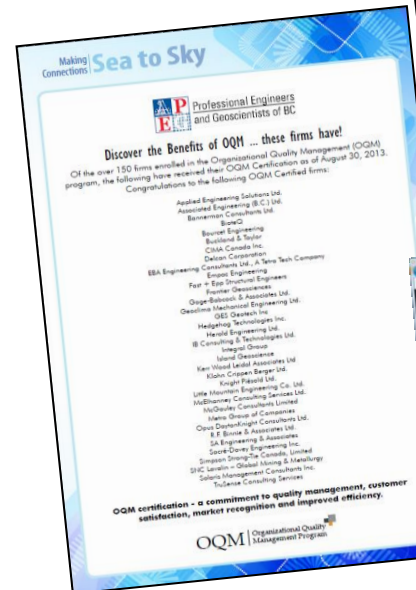 Making
Connections
Sea to Sky
APEG
Professional Engineers
and Geoscientists of BC
Discover the Benefits of OQM ... these firms have!
Of the over 150 firms enrolled in the Organizational Quality Management (OQM)
program, the following have received their OQM Certification as of August 30, 2013.
Congratulations to the following OQM Certified firms:
Applied Engineering Solutions Ltd.
Associated Engineering (B.C.) Ltd.
Bannerman Consultants Ltd.
BioteQ
Bourcet Engineering
Buckland & Taylor
CIMA Canada Inc.
Delcan Corporation
EBA Engineering Consultants Ltd., A Tetra Tech Company
Empac Engineering
Fast + Epp Structural Engineers
Frontier Geosciences
Gage-Babcock & Associates Ltd.
Geoclima Mechanical Engineering Ltd.
GES Geotech Inc
Hedgehog Technologies Inc.
Herold Engineering Ltd.
IB Consulting & Technologies Ltd.
Integral Group
Island Geoscience
Kerr Wood Leidal Associates Ltd
Klohn Crippen Berger Ltd.
Knight Piésold Ltd.
Little Mountain Engineering Co. Ltd.
McElhanney Consulting Services Ltd.
McGauley Consultants Limited
Metro Group of Companies
Opus DaytonKnight Consultants Ltd.
R.F. Binnie & Associates Ltd.
SA Engineering & Associates
Sacré-Davey Engineering Inc.
Simpson Strong-Tie Canada, Limited
SNC Lavalin – Global Mining & Metallurgy
Solaris Management Consultants Inc.
TruSense Consulting Services
OQM certification - a commitment to quality management, customer
satisfaction, market recognition and improved efficiency.
OQM
Organizational Quality
Management Program